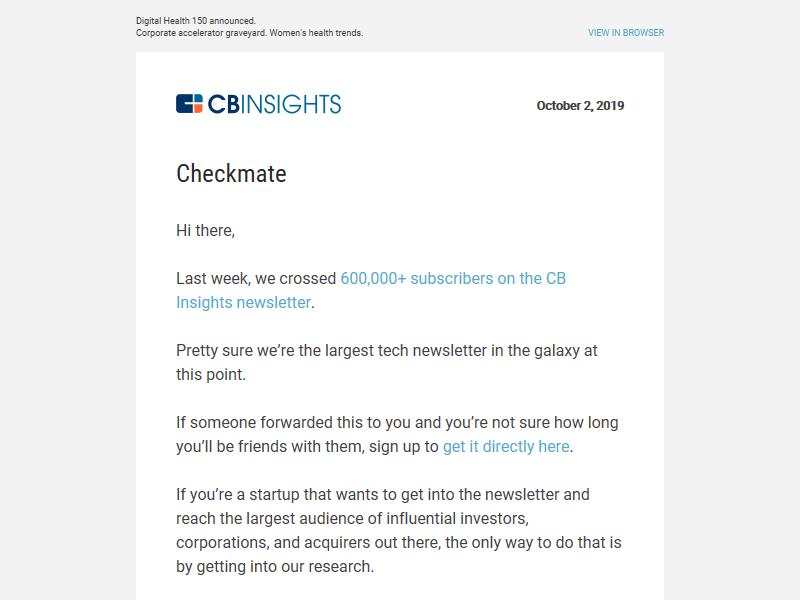 Digital Health 150 announced.
Corporate accelerator graveyard. Women's health trends.
VIEW IN BROWSER
CBINSIGHTS
October 2, 2019
Checkmate
Hi there,
Last week, we crossed 600,000+ subscribers on the CB
Insights newsletter.
Pretty sure we’re the largest tech newsletter in the galaxy at
this point.
If someone forwarded this to you and you’re not sure how long
you’ll be friends with them, sign up to get it directly here.
If you’re a startup that wants to get into the newsletter and
reach the largest audience of influential investors,
corporations, and acquirers out there, the only way to do that is
by getting into our research.